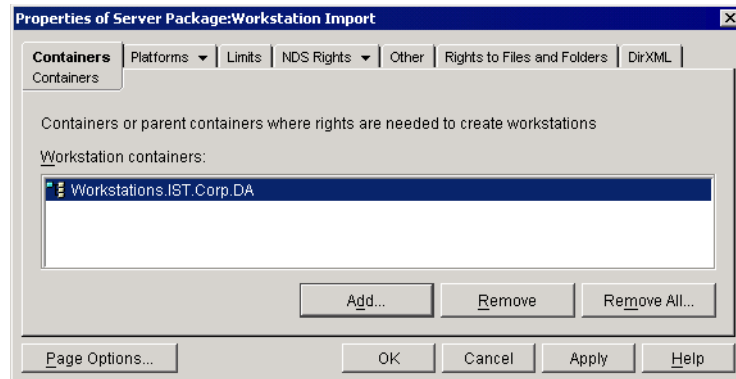 Properties of Server Package:Workstation Import
Containers Platforms Limits NDS Rights Other Rights to Files and Folders DirXML
Containers
Containers or parent containers where rights are needed to create workstations
Workstation containers:
Workstations.IST.Corp.DA
Add... Remove Remove All...
Page Options... OK Cancel Apply Help